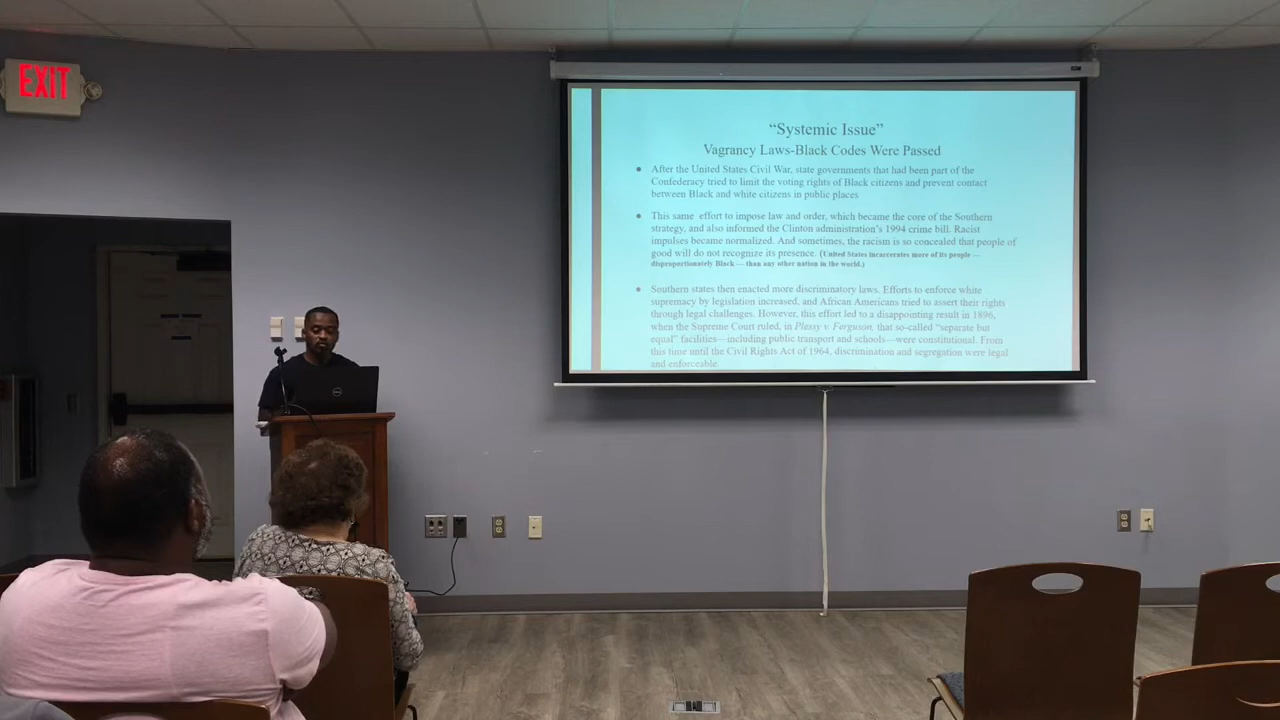 EXIT
“Systemic Issue”
Vagrancy Laws-Black Codes Were Passed
● After the United States Civil War, state governments that had been part of the
Confederacy tried to limit the voting rights of Black citizens and prevent contact
between Black and white citizens in public places
● This same effort to impose law and order, which became the core of the Southern
strategy, and also informed the Clinton administration’s 1994 crime bill. Racist
impulses became normalized. And sometimes, the racism is so concealed that people of
good will do not recognize its presence. (United States incarcerates more of its people —
disproportionately Black — than any other nation in the world.)
● Southern states then enacted more discriminatory laws. Efforts to enforce white
supremacy by legislation increased, and African Americans tried to assert their rights
through legal challenges. However, this effort led to a disappointing result in 1896,
when the Supreme Court ruled, in Plessy v. Ferguson, that so-called “separate but
equal” facilities—including public transport and schools—were constitutional. From
this time until the Civil Rights Act of 1964, discrimination and segregation were legal
and enforceable.
DELL